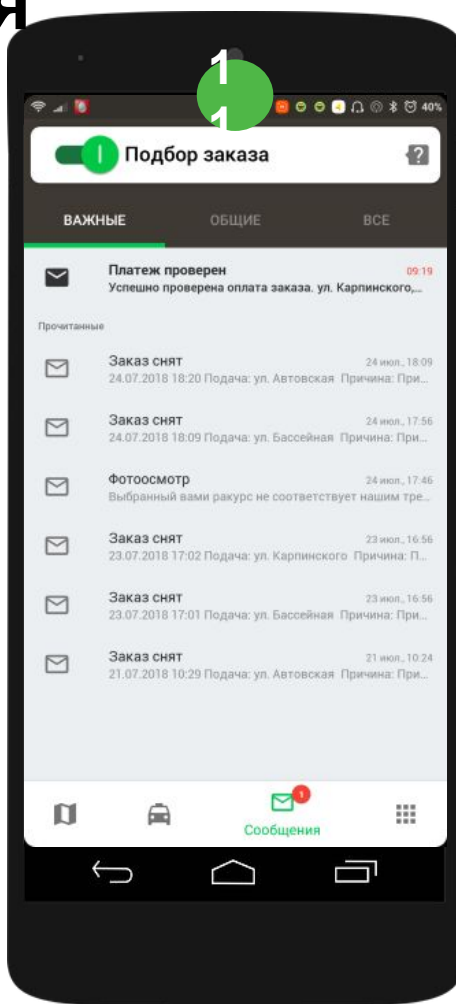 Я
1
1
40%
Подбор заказа
?
ВАЖНЫЕ ОБЩИЕ ВСЕ
Платеж проверен 09:19
Успешно проверена оплата заказа. ул. Карпинского,...
Прочитанные
Заказ снят 24 июл., 18:09
24.07.2018 18:20 Подача: ул. Автовская Причина: При...
Заказ снят 24 июл., 17:56
24.07.2018 18:09 Подача: ул. Бассейная Причина: При...
Фотоосмотр 24 июл., 17:46
Выбранный вами ракурс не соответствует нашим тре...
Заказ снят 23 июл., 16:56
23.07.2018 17:02 Подача: ул. Карпинского Причина: П...
Заказ снят 23 июл., 16:56
23.07.2018 17:01 Подача: ул. Бассейная Причина: При...
Заказ снят 21 июл., 10:24
21.07.2018 10:29 Подача: ул. Автовская Причина: При...
1
Сообщения